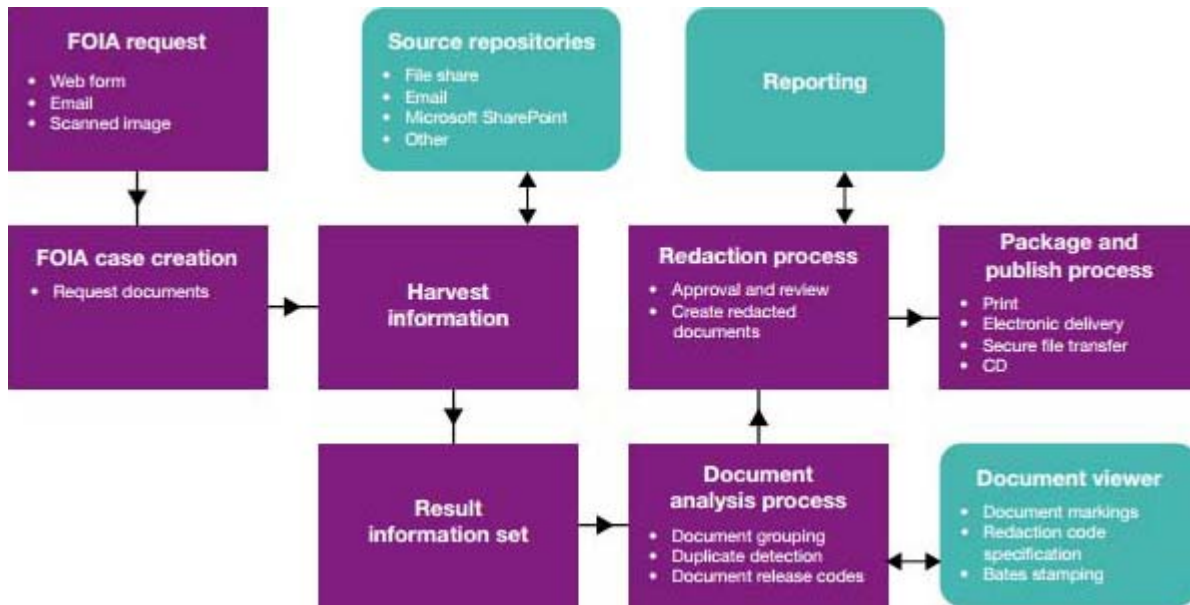 FOIA request
• Web form
• Email
• Scanned image
Source repositories
• File share
• Email
• Microsoft SharePoint
• Other
Reporting
FOIA case creation
• Request documents
Harvest
information
Redaction process
• Approval and review
• Create redacted
documents
Package and
publish process
• Print
• Electronic delivery
• Secure file transfer
• CD
Result
information set
Document
analysis process
• Document grouping
• Duplicate detection
• Document release codes
Document viewer
• Document markings
• Redaction code
specification
• Bates stamping